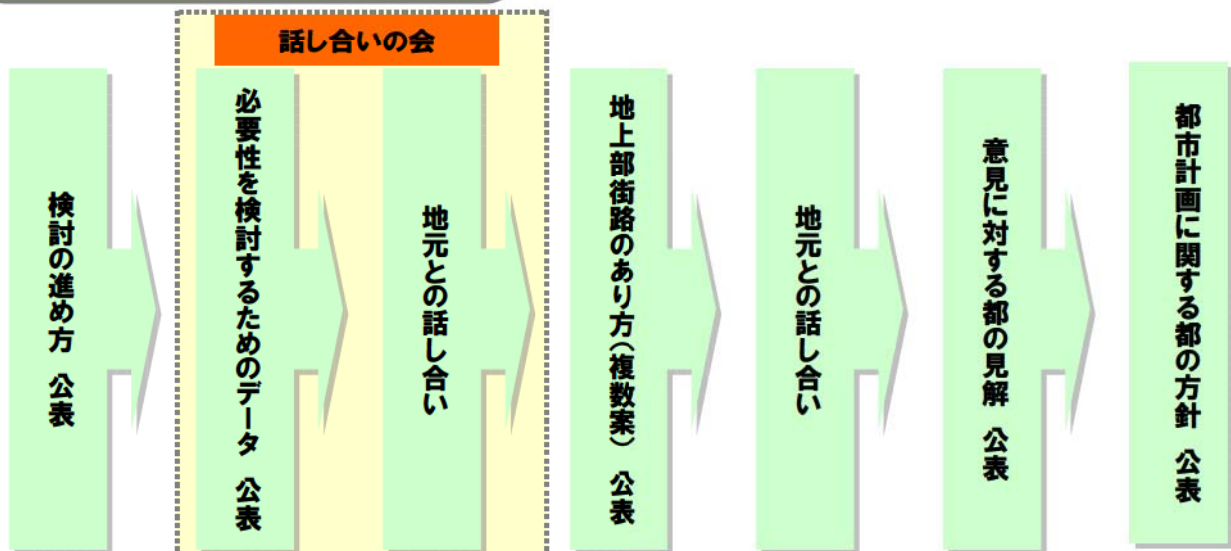 話し合いの会
検討の進め方 公表
必要性を検討するためのデータ 公表
地元との話し合い
地上部街路のあり方(複数案) 公表
地元との話し合い
意見に対する都の見解 公表
都市計画に関する都の方針 公表